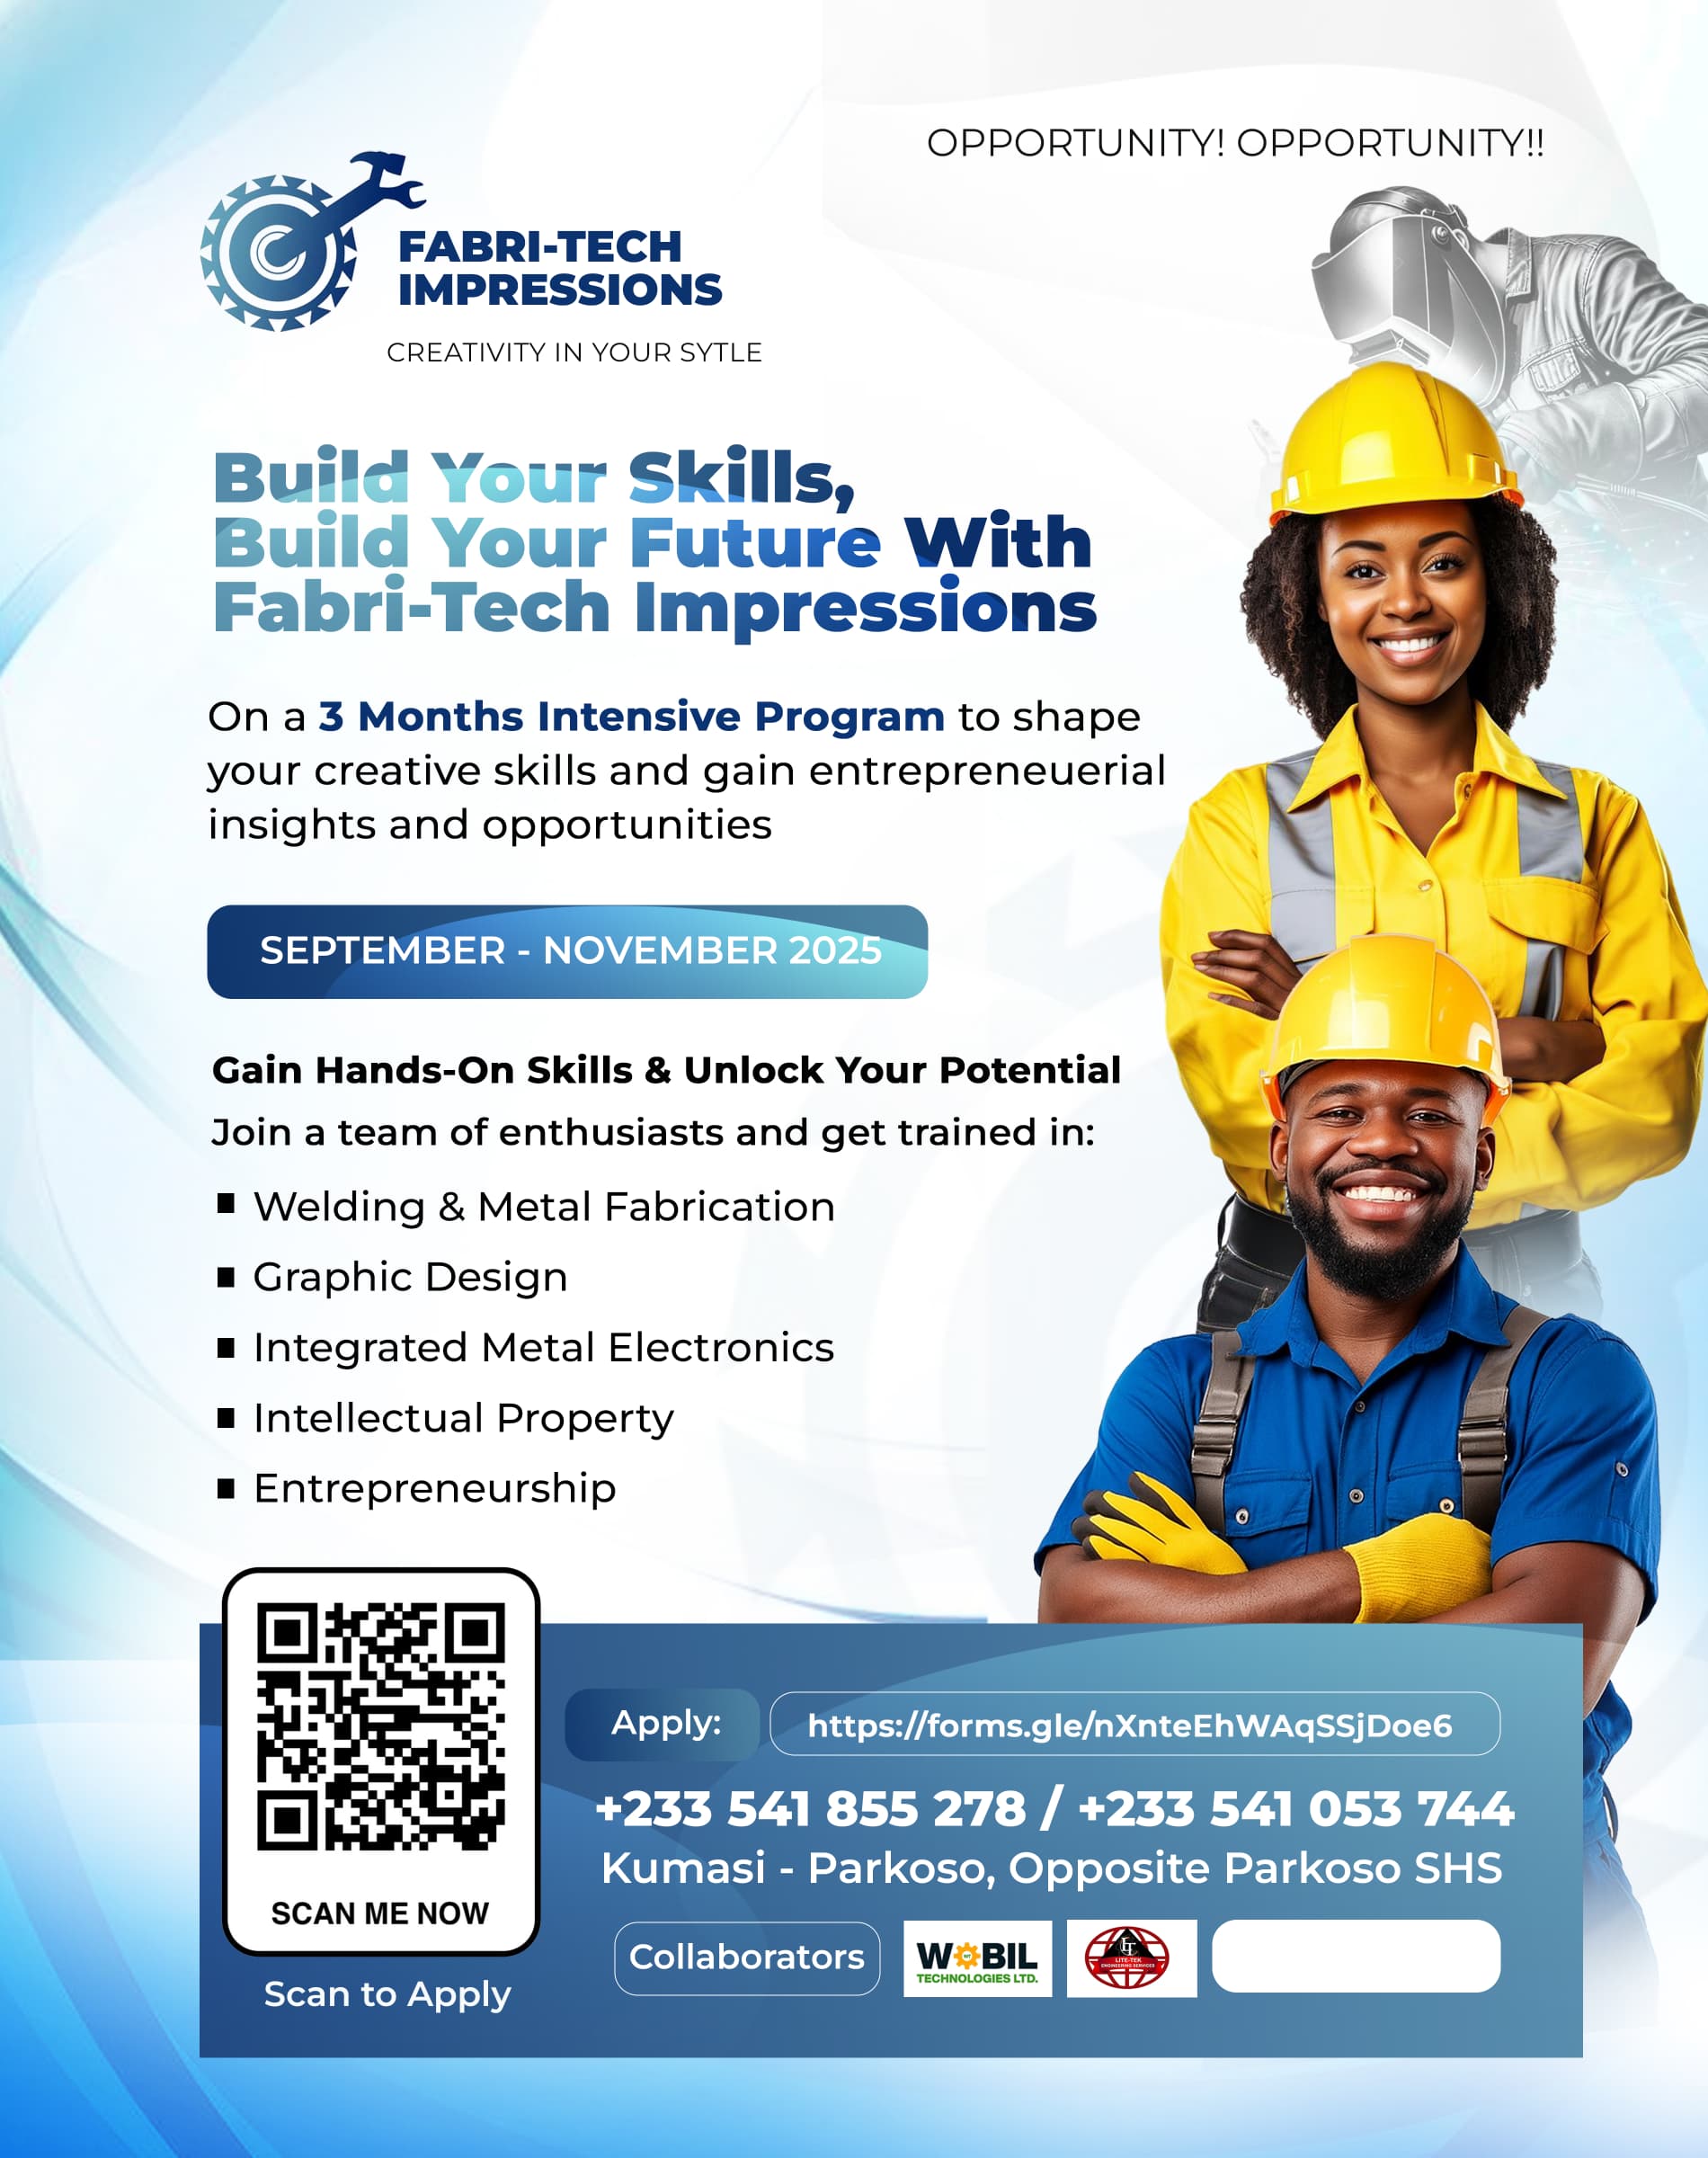 OPPORTUNITY! OPPORTUNITY!!
FABRI-TECH
IMPRESSIONS
CREATIVITY IN YOUR SYTLE
Build Your Skills,
Build Your Future With
Fabri-Tech Impressions
On a 3 Months Intensive Program to shape
your creative skills and gain entrepreneuerial
insights and opportunities
SEPTEMBER - NOVEMBER 2025
Gain Hands-On Skills & Unlock Your Potential
Join a team of enthusiasts and get trained in:
Welding & Metal Fabrication
Graphic Design
Integrated Metal Electronics
Intellectual Property
Entrepreneurship
SCAN ME NOW
Scan to Apply
Apply:
https://forms.gle/nXnteEhWAqSSjDoe6
+233 541 855 278 / +233 541 053 744
Kumasi - Parkoso, Opposite Parkoso SHS
Collaborators
WOBIL
TECHNOLOGIES LTD.
LITE-TEK
ENGINEERING SERVICES